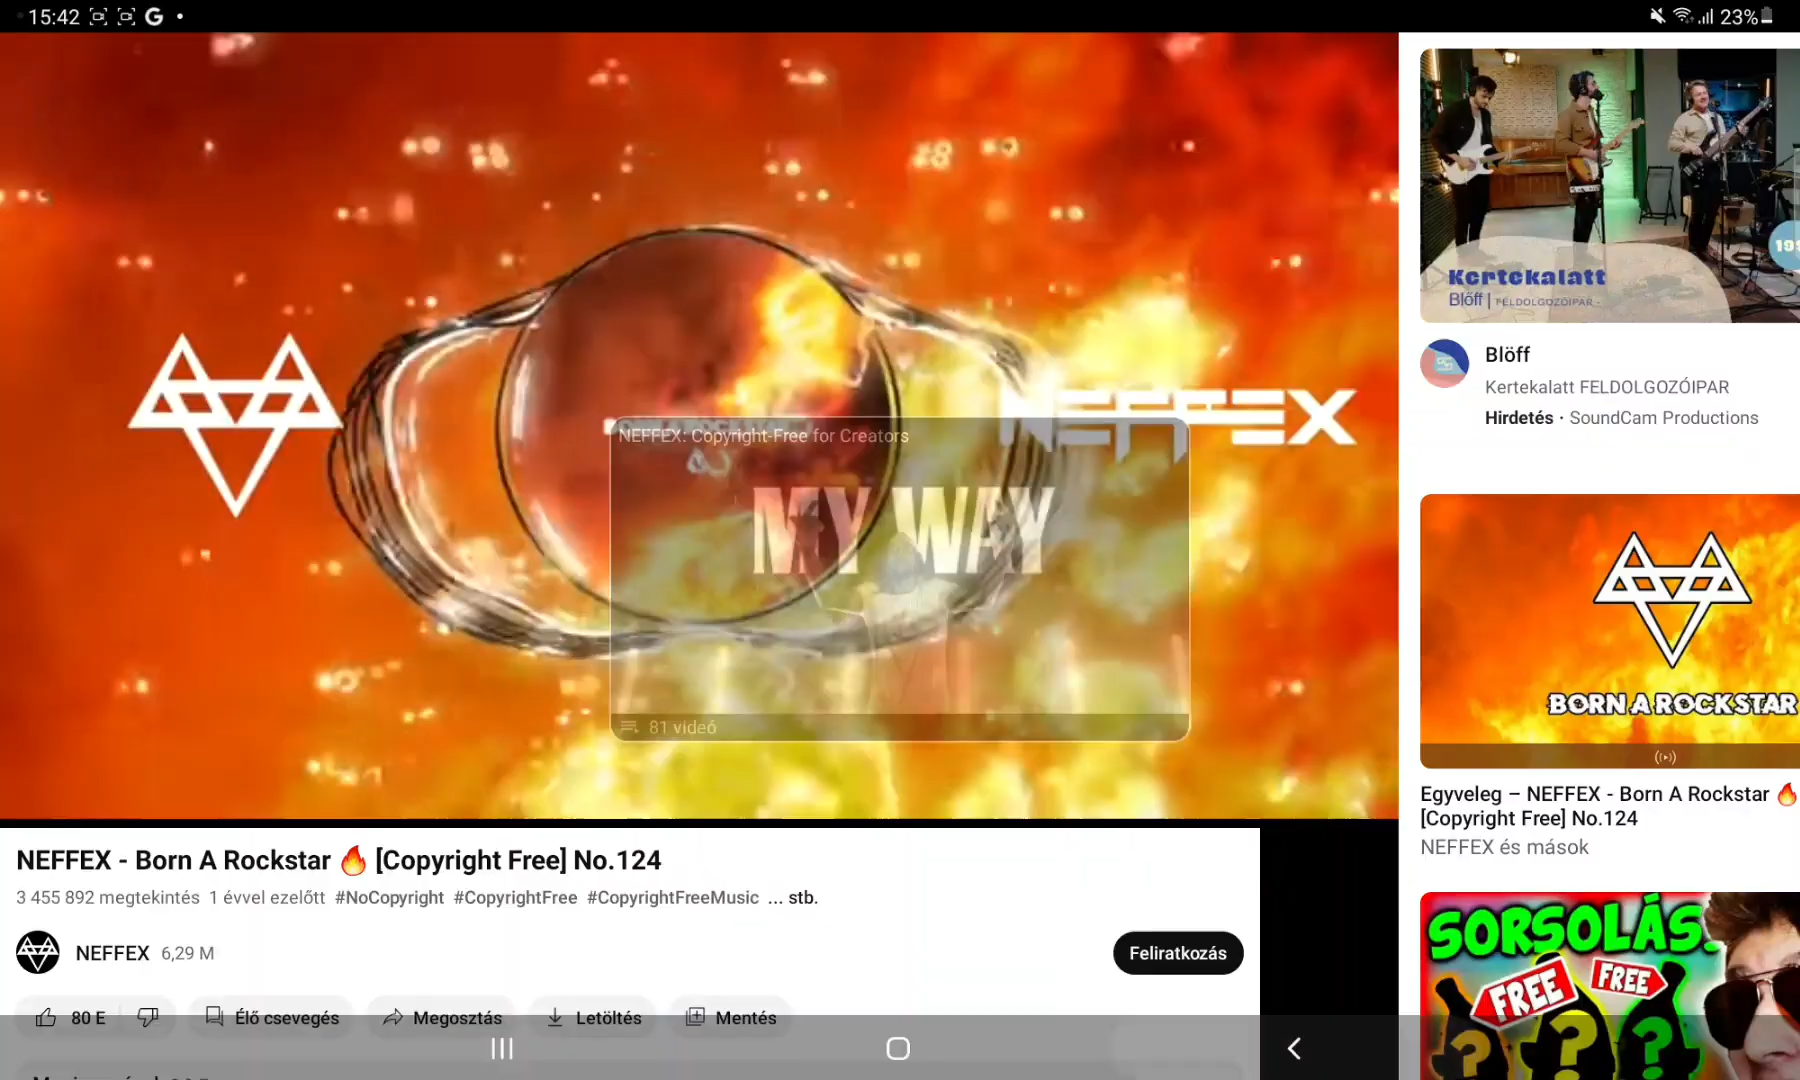 15:42
23%
NEFFEX
NEFFEX: Copyright-Free for Creators
MY WAY
81 videó
NEFFEX - Born A Rockstar 🔥 [Copyright Free] No.124
3 455 892 megtekintés 1 évvel ezelőtt #NoCopyright #CopyrightFree #CopyrightFreeMusic ... stb.
NEFFEX 6,29 M
Feliratkozás
80 E
Élő csevegés
Megosztás
Letöltés
Mentés
Kertekalatt
Blöff | FELDOLGOZÓIPAR -
Blöff
Kertekalatt FELDOLGOZÓIPAR
Hirdetés · SoundCam Productions
BORN A ROCKSTAR
Egyveleg – NEFFEX - Born A Rockstar 🔥
[Copyright Free] No.124
NEFFEX és mások
SORSOLÁS
FREE
FREE
? ? ?